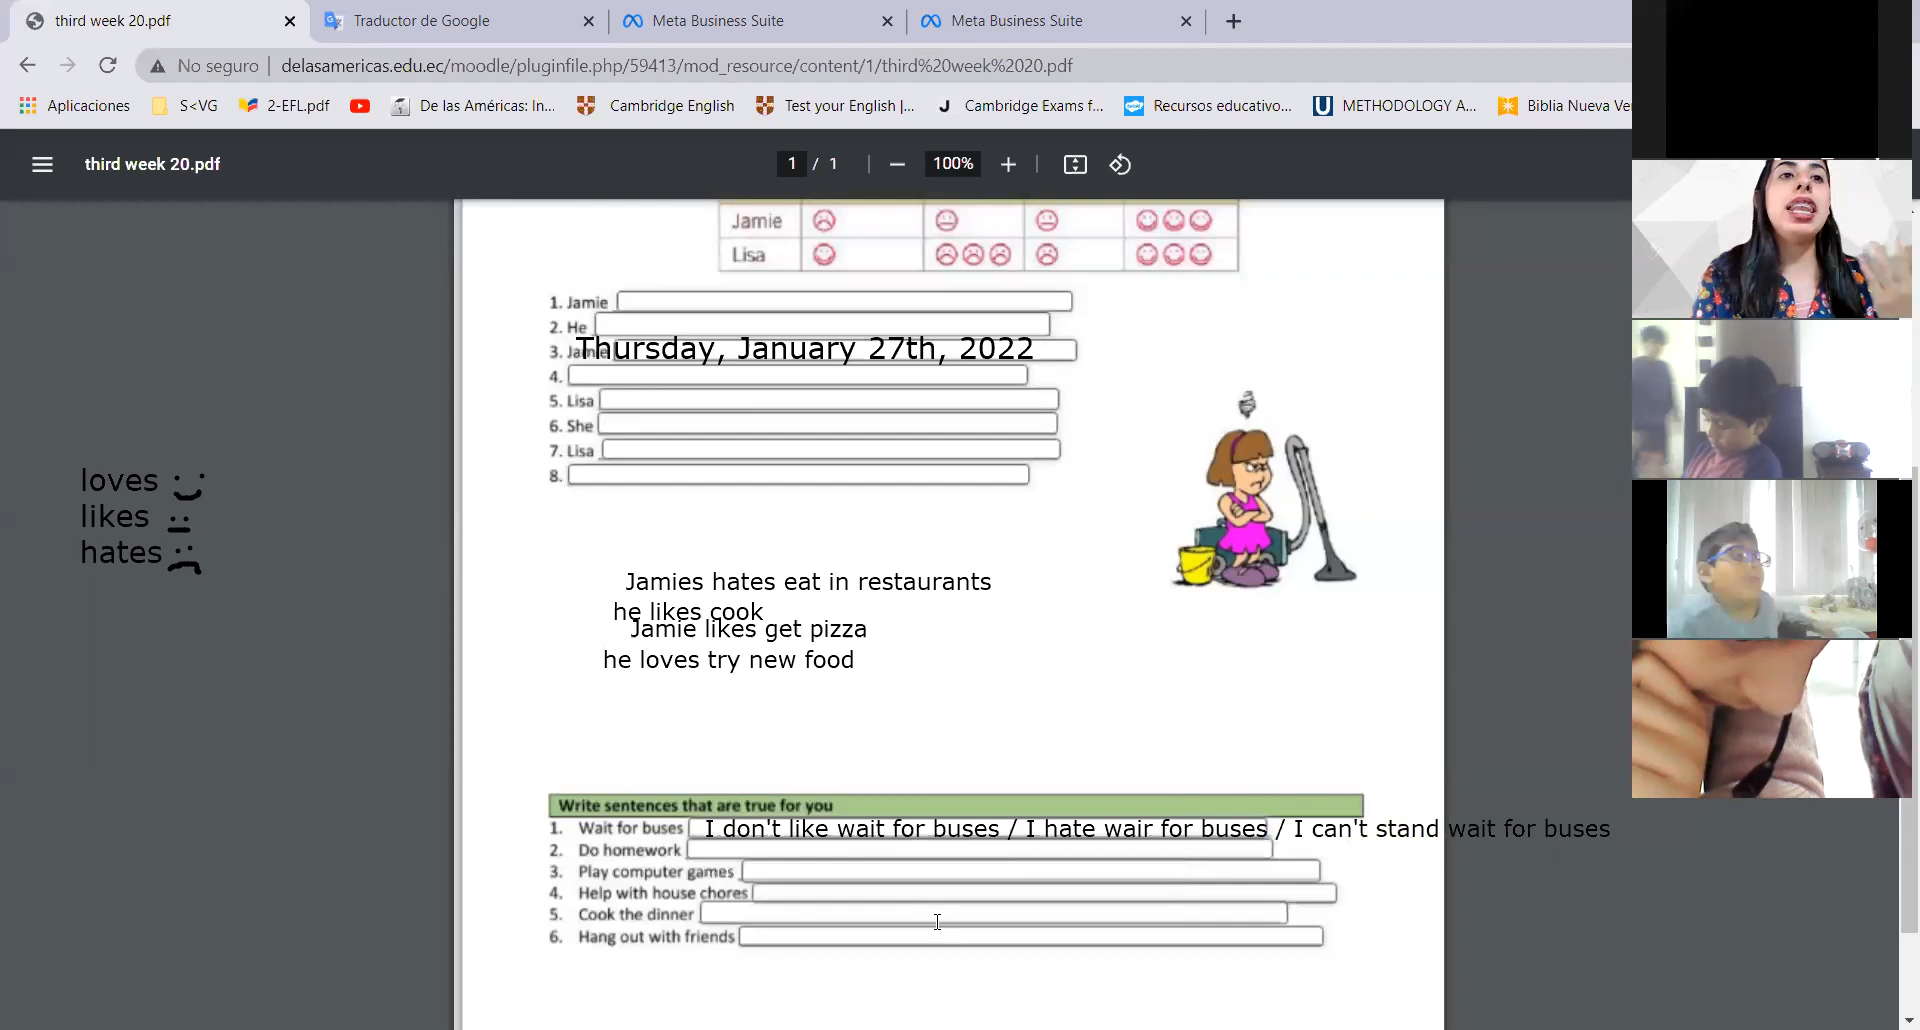 third week 20.pdf
Traductor de Google
Meta Business Suite
Meta Business Suite
No seguro
delasamericas.edu.ec/moodle/pluginfile.php/59413/mod_resource/content/1/third%20week%2020.pdf
Aplicaciones
S<VG
2-EFL.pdf
De las Américas: In...
Cambridge English
Test your English |...
Cambridge Exams f...
Recursos educativo...
METHODOLOGY A...
Biblia Nueva Ve
third week 20.pdf
1 / 1
100%
Jamie
Lisa
1. Jamie
2. He
3. Jamie
Thursday, January 27th, 2022
4.
5. Lisa
6. She
7. Lisa
8.
loves
likes
hates
Jamies hates eat in restaurants
he likes cook
Jamie likes get pizza
he loves try new food
Write sentences that are true for you
1. Wait for buses I don't like wait for buses / I hate wair for buses / I can't stand wait for buses
2. Do homework
3. Play computer games
4. Help with house chores
5. Cook the dinner
6. Hang out with friends